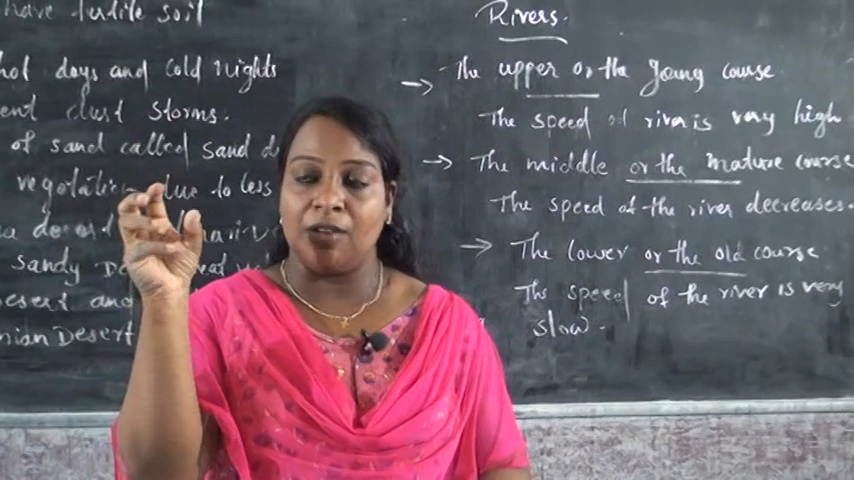 have fertile soil
hot days and cold nights
ent dust storms.
of sand called sand d
vegetation due to less
Sandy
esert and
nian Desert
Rivers.
→ The upper or the young course
The speed of river is very high
→ The middle or the mature course
The speed of the river decreases.
→ The lower or the old course
The speed of the river is very
slow.